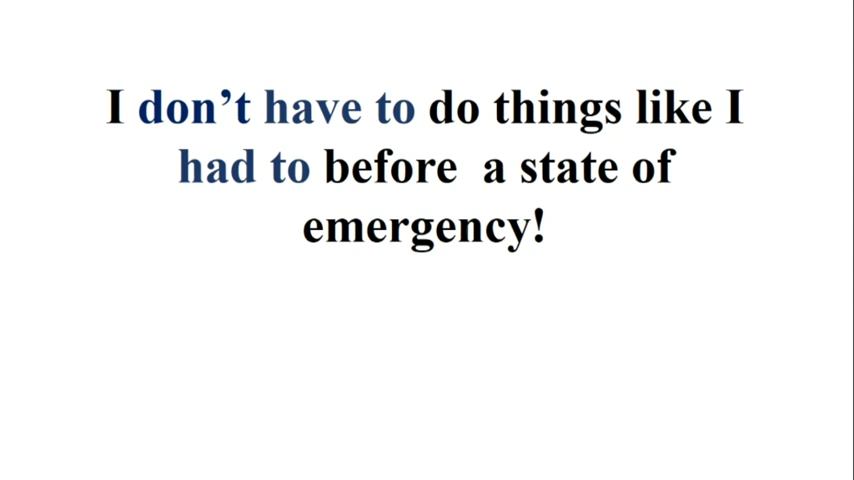 I don’t have to do things like I
had to before a state of
emergency!